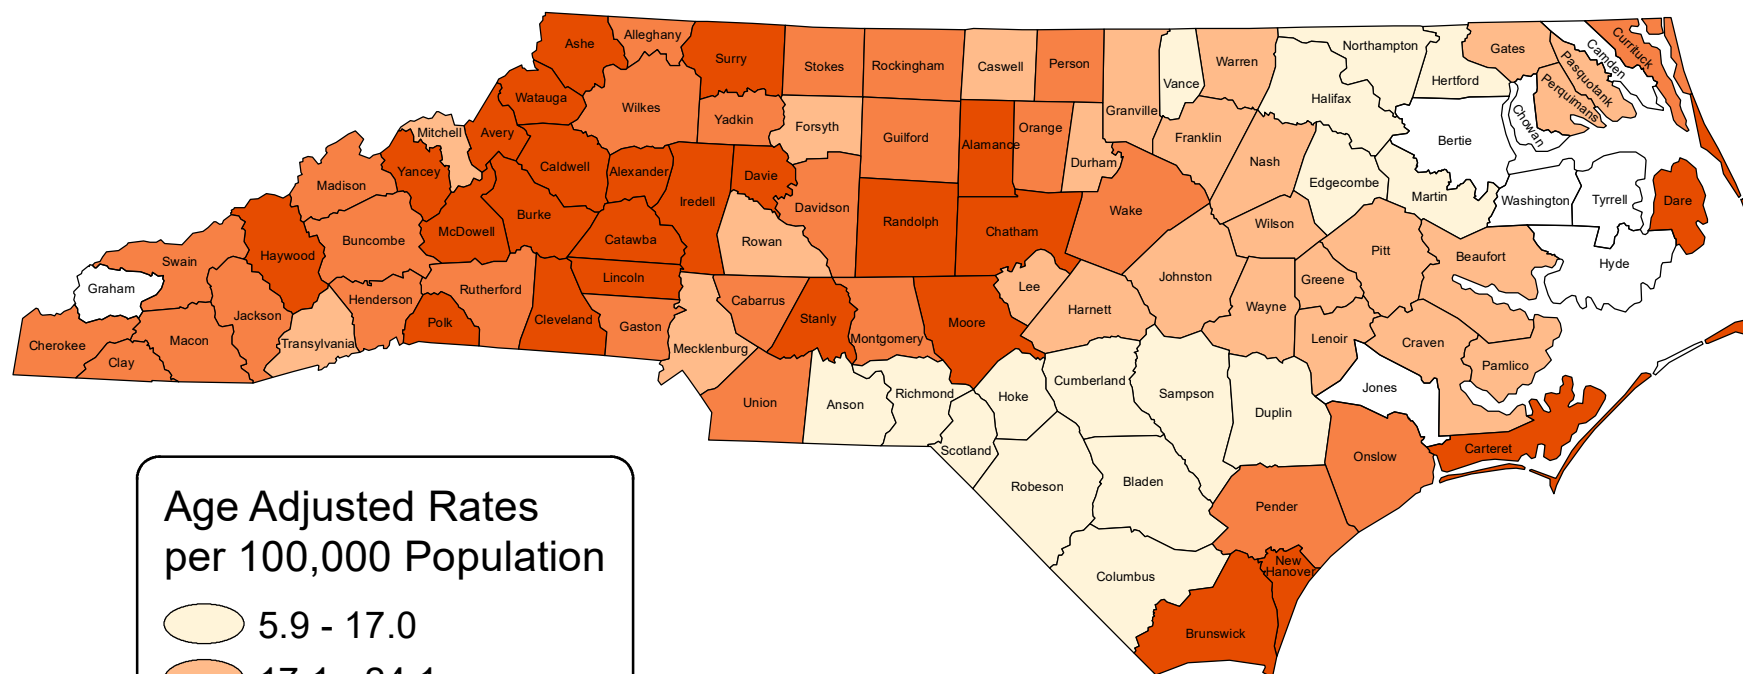 Ashe
Alleghany
Surry
Stokes
Rockingham
Caswell
Person
Granville
Vance
Warren
Northampton
Halifax
Hertford
Gates
Camden
Currituck
Pasquotank
Perquimans
Chowan
Bertie
Watauga
Wilkes
Yadkin
Forsyth
Guilford
Alamance
Orange
Durham
Franklin
Nash
Edgecombe
Martin
Washington
Tyrrell
Dare
Mitchell
Avery
Yancey
Caldwell
Alexander
Iredell
Davie
Davidson
Randolph
Chatham
Wake
Wilson
Pitt
Beaufort
Hyde
Madison
Buncombe
McDowell
Burke
Catawba
Rowan
Johnston
Greene
Swain
Haywood
Graham
Jackson
Henderson
Rutherford
Polk
Cleveland
Lincoln
Gaston
Cabarrus
Stanly
Montgomery
Moore
Lee
Harnett
Wayne
Lenoir
Craven
Pamlico
Cherokee
Clay
Macon
Transylvania
Mecklenburg
Union
Anson
Richmond
Hoke
Cumberland
Sampson
Duplin
Jones
Scotland
Robeson
Bladen
Onslow
Carteret
Pender
Columbus
New
Hanover
Brunswick
Age Adjusted Rates
per 100,000 Population
5.9 - 17.0